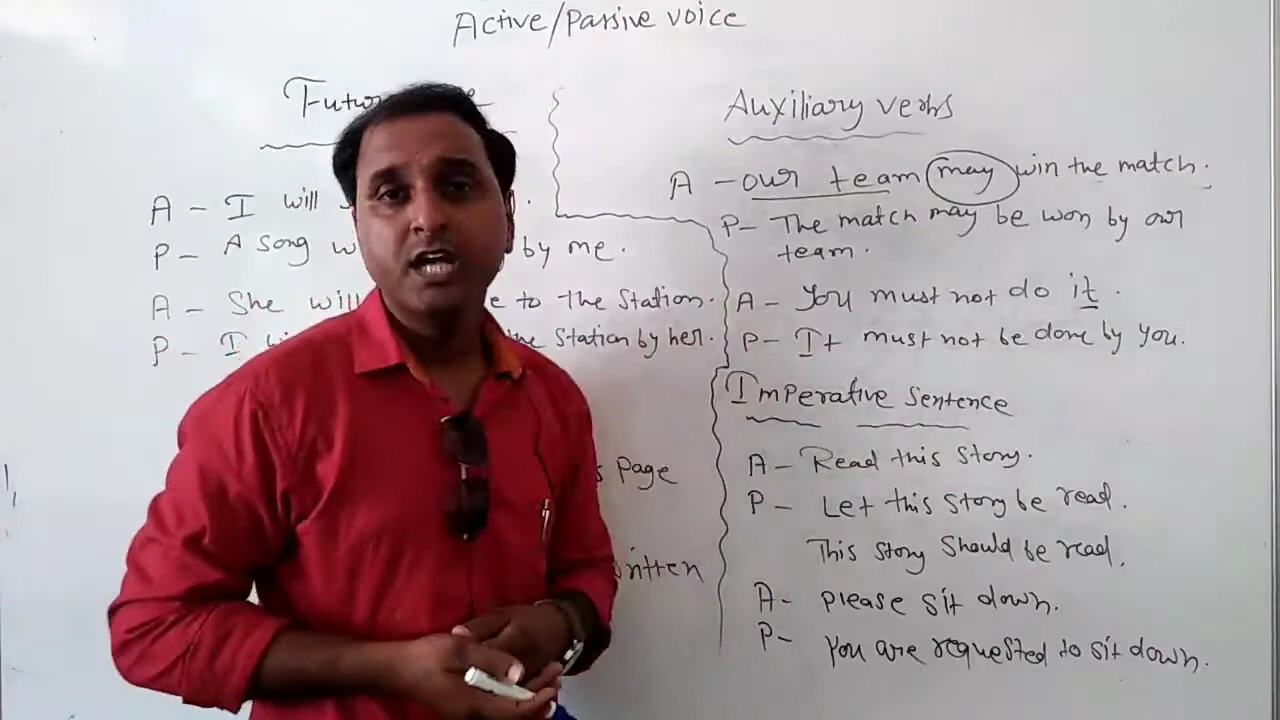 Active/Passive voice
A - I will
P - A song by me.
A - She will to the Station.
P - I the Station by her.
Page
written
Auxiliary verbs
A - our team may win the match.
P - The match may be won by our
team.
A - You must not do it.
P - It must not be done by you.
Imperative Sentence
A - Read this Story.
P - Let this Story be read.
This Story Should be read.
A - please sit down.
P - you are requested to sit down.